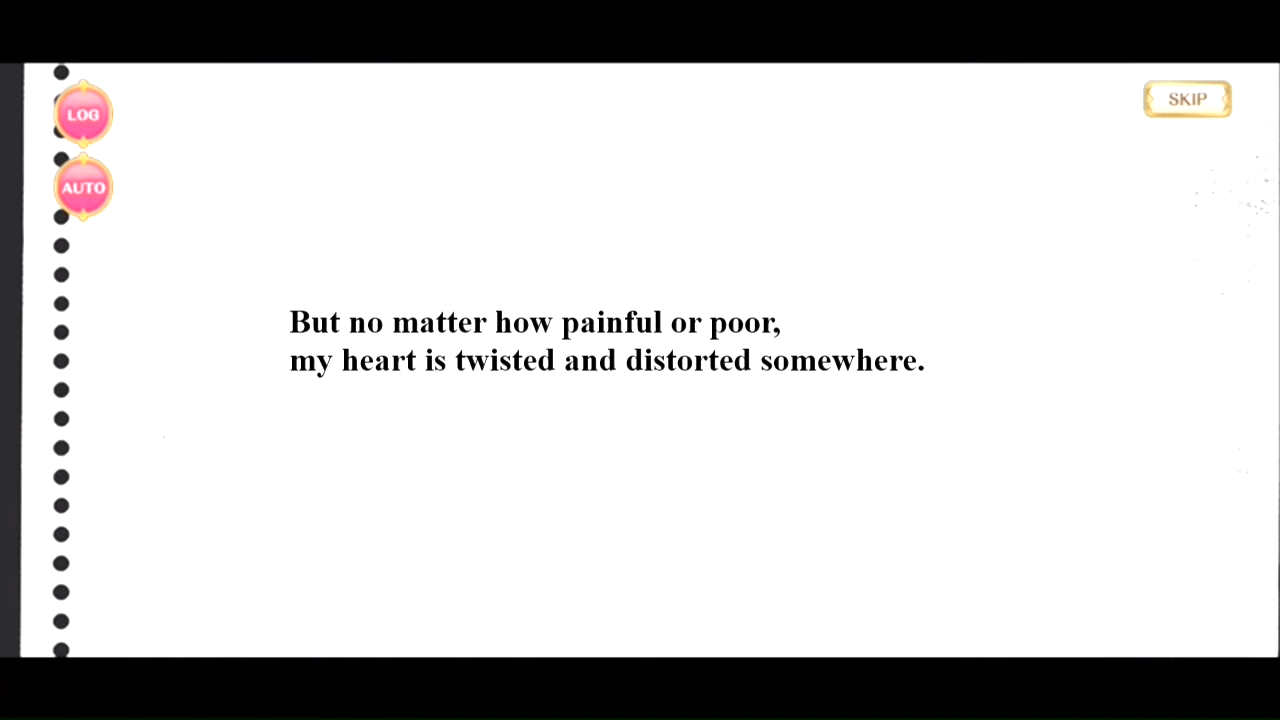 LOG
SKIP
AUTO
But no matter how painful or poor,
my heart is twisted and distorted somewhere.